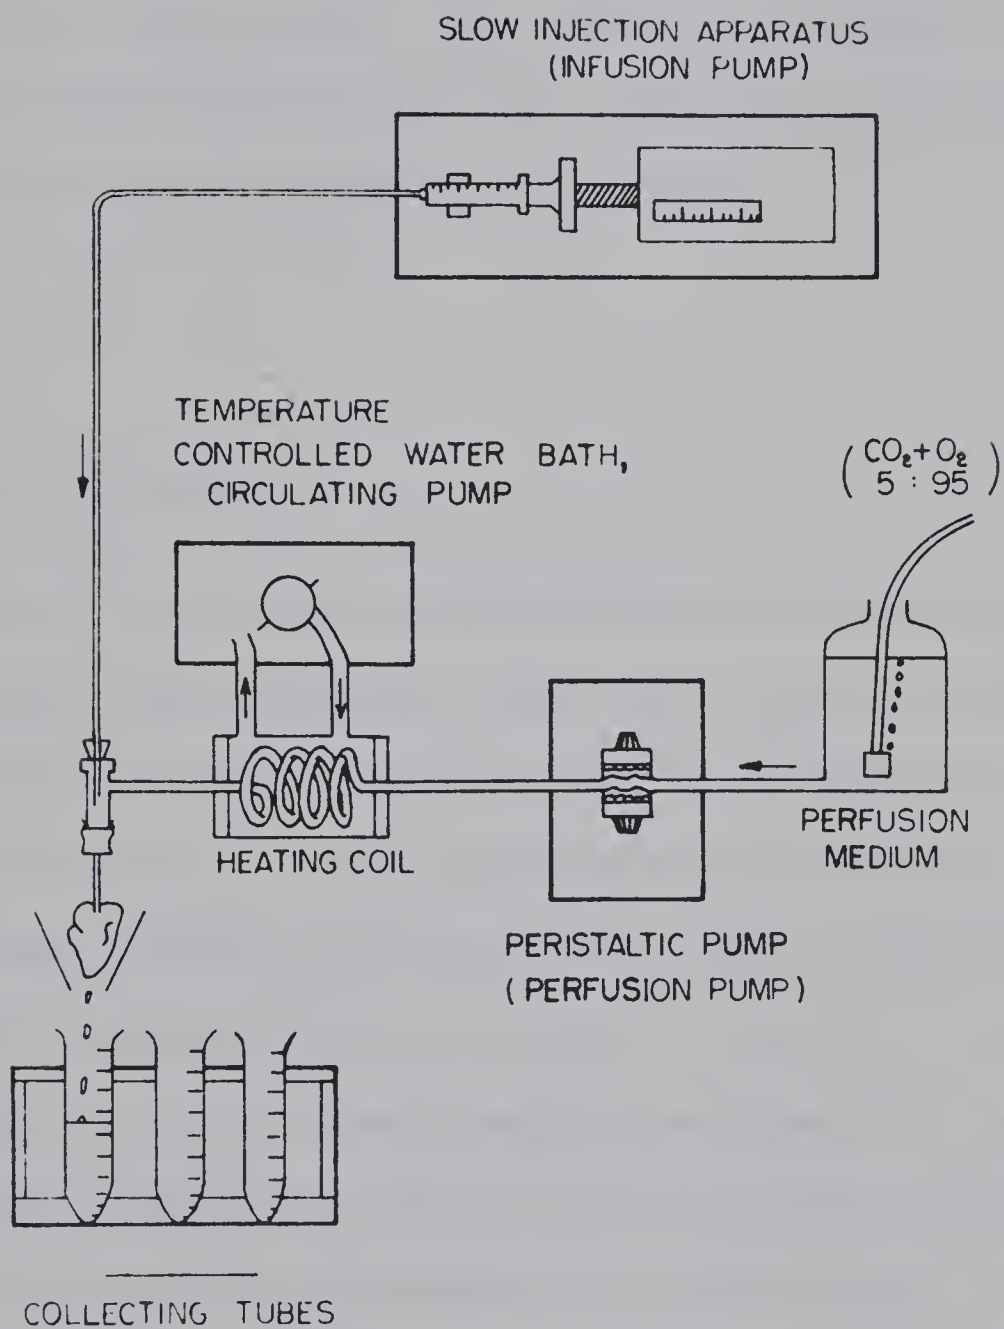 SLOW INJECTION APPARATUS
(INFUSION PUMP)
TEMPERATURE
CONTROLLED WATER BATH,
CIRCULATING PUMP
(CO₂+O₂
5 : 95)
HEATING COIL
PERFUSION
MEDIUM
PERISTALTIC PUMP
(PERFUSION PUMP)
COLLECTING TUBES